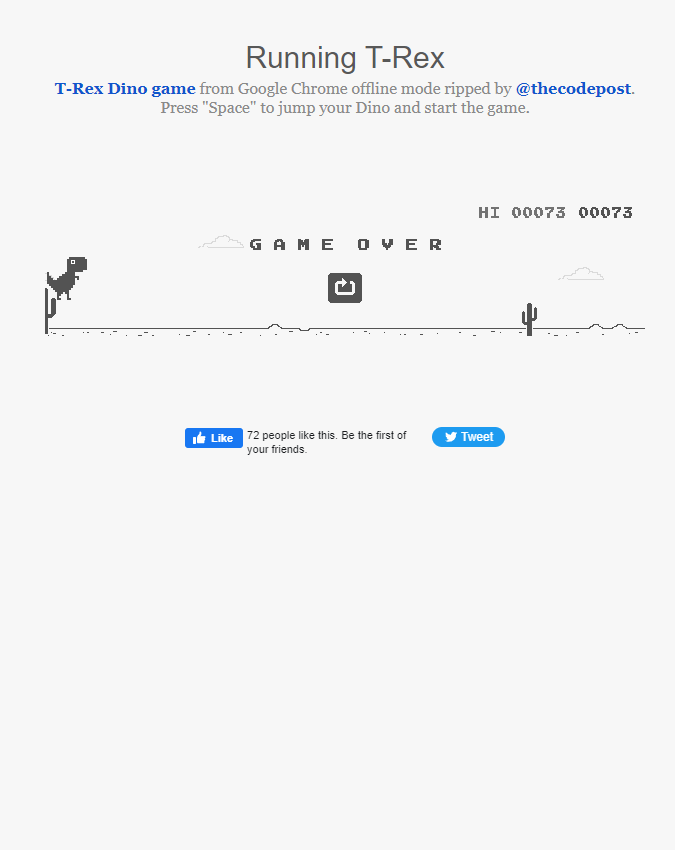 Running T-Rex
T-Rex Dino game from Google Chrome offline mode ripped by @thecodepost.
Press "Space" to jump your Dino and start the game.
HI 00073 00073
GAME OVER
Like
72 people like this. Be the first of
your friends.
Tweet